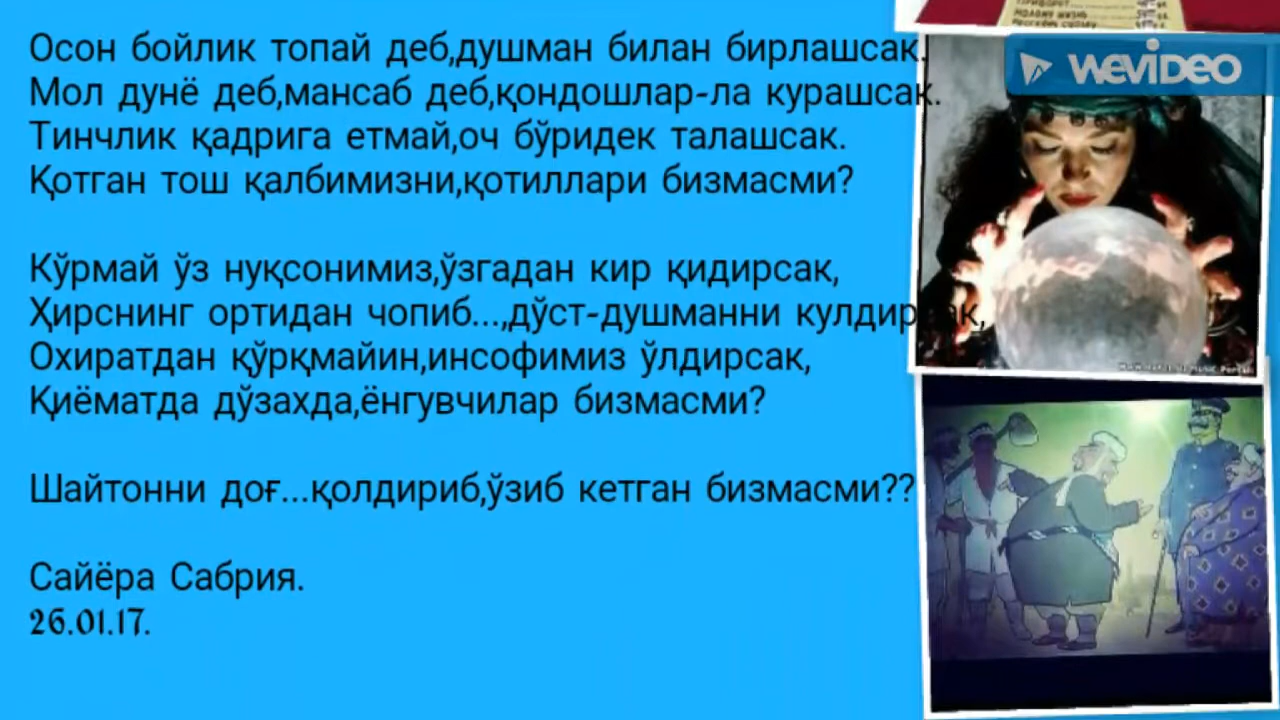 Осон бойлик топай деб,душман билан бирлашсак.
Мол дунё деб,мансаб деб,қондошлар-ла курашсак.
Тинчлик қадрига етмай,оч бўридек талашсак.
Қотган тош қалбимизни,қотиллари бизмасми?
Кўрмай ўз нуқсонимиз,ўзгадан кир қидирсак,
Ҳирснинг ортидан чопиб...,дўст-душманни кулдирсак,
Охиратдан қўрқмайин,инсофимиз ўлдирсак,
Қиёматда дўзахда,ёнгувчилар бизмасми?
Шайтонни доғ...қолдириб,ўзиб кетган бизмасми??
Сайёра Сабрия.
26.01.17.
WEVIDEO